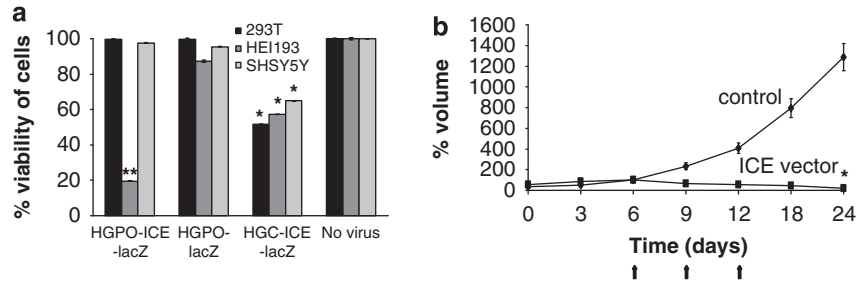 a
% viability of cells
100
80
60
40
20
0
293T
HEI193
SHSY5Y
**
*
*
*
HGPO-ICE
-lacZ
HGPO-
lacZ
HGC-ICE
-lacZ
No virus
b
% volume
1600
1400
1200
1000
800
600
400
200
0
control
ICE vector
*
0 3 6 9 12 18 24
Time (days)